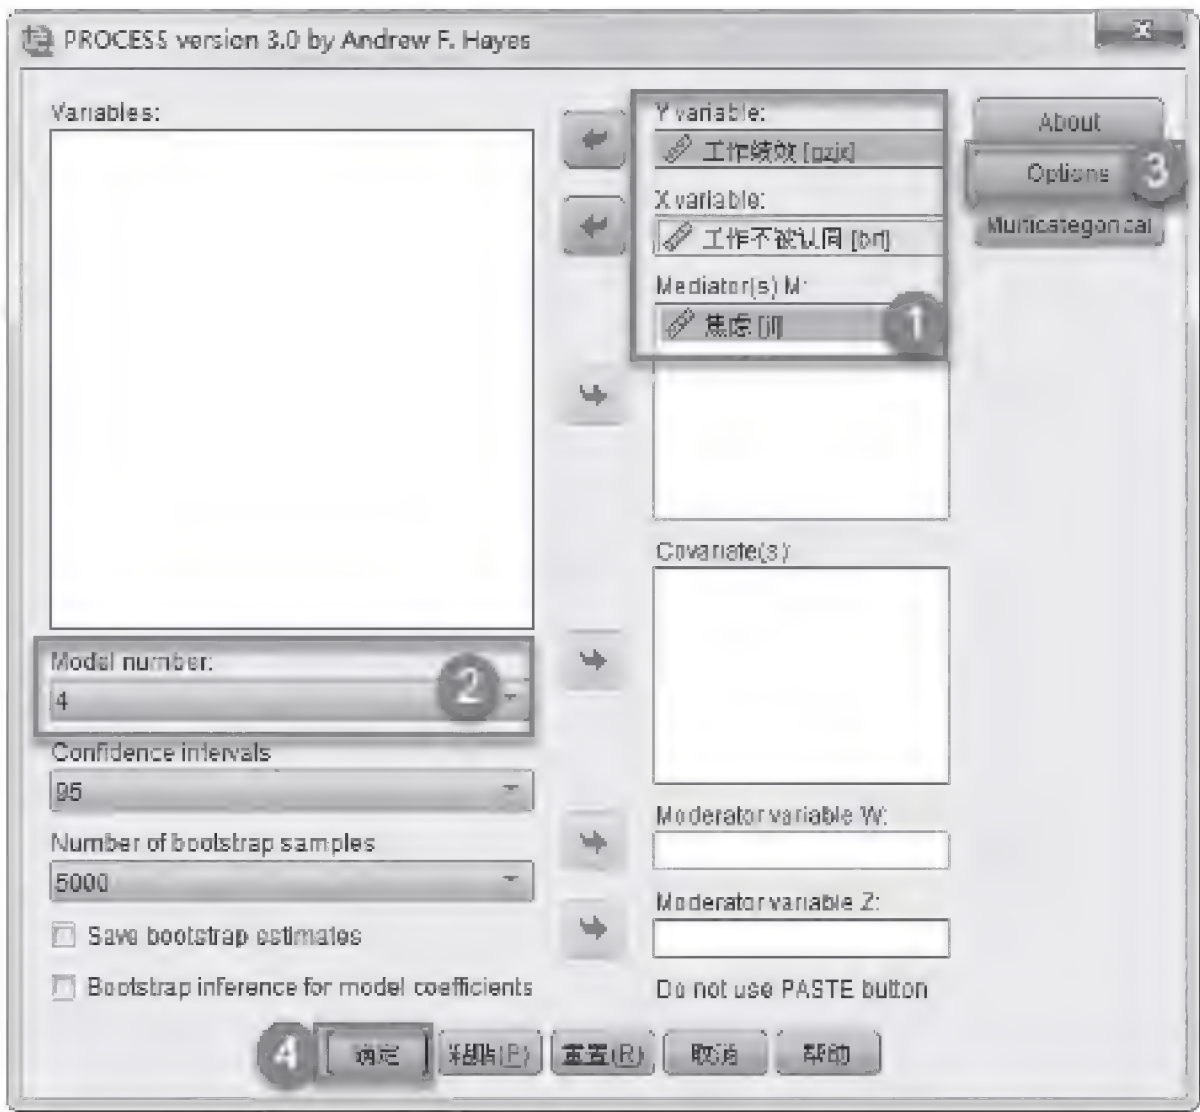 PROCESS version 3.0 by Andrew F. Hayes
Variables:
Y variable:
工作绩效 [gzjx]
X variable:
工作不被认同 [brt]
Mediator(s) M:
焦虑 [jl]
1
About
Options
3
Multicategorical
Covariate(s):
Model number:
4
2
Confidence intervals
95
Number of bootstrap samples
5000
Save bootstrap estimates
Bootstrap inference for model coefficients
Moderator variable W:
Moderator variable Z:
Do not use PASTE button
4
确定
粘贴(P)
重置(R)
取消
帮助